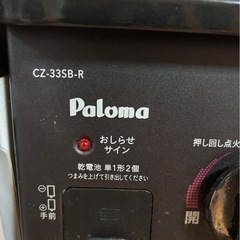 CZ-33SB-R
Paloma
おしらせ
サイン
押し回し点火
乾電池 単1形2個
つまみを上げて引き出してください
手前
開